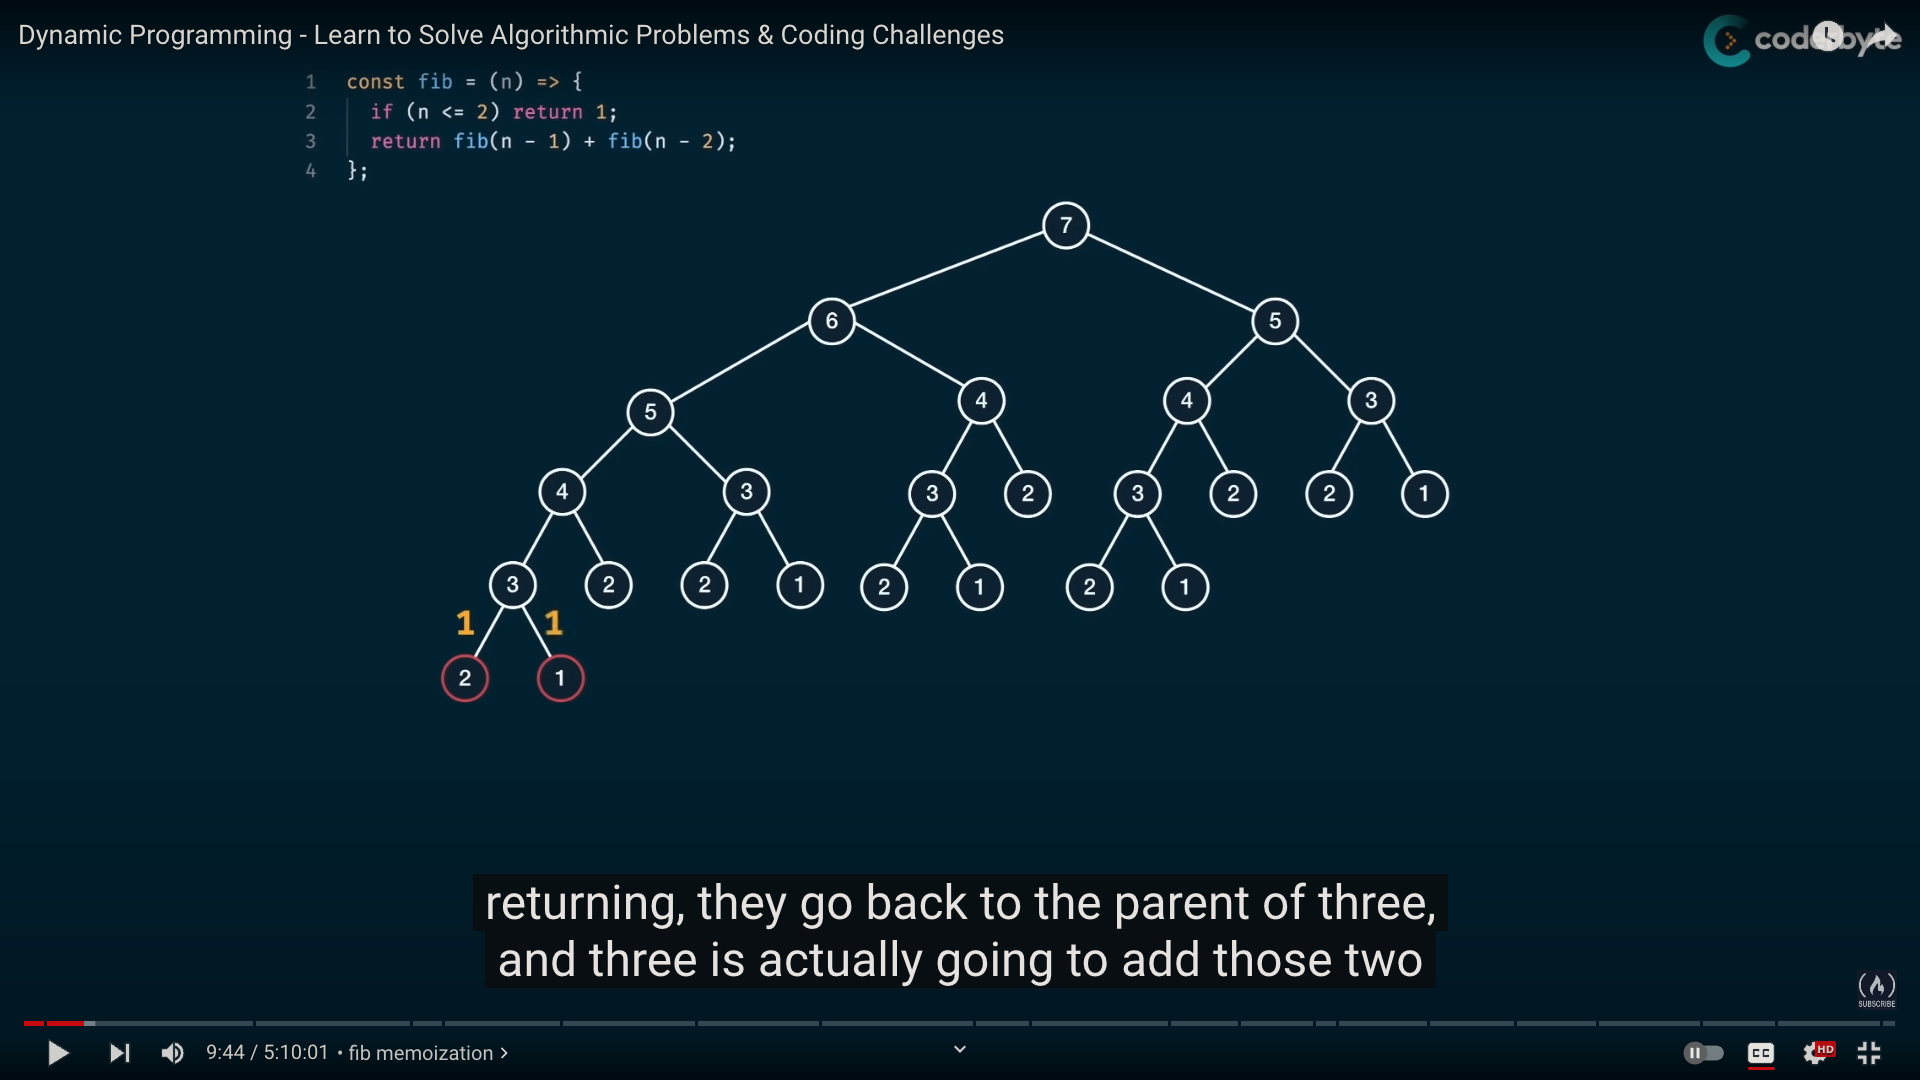 Dynamic Programming - Learn to Solve Algorithmic Problems & Coding Challenges
1 const fib = (n) => {
2 if (n <= 2) return 1;
3 return fib(n - 1) + fib(n - 2);
4 };
7
6 5
5 4 4 3
4 3 3 2 3 2 2 1
3 2 2 1 2 1 2 1
1 1
2 1
returning, they go back to the parent of three,
and three is actually going to add those two
SUBSCRIBE
9:44 / 5:10:01 • fib memoization >
CC
HD